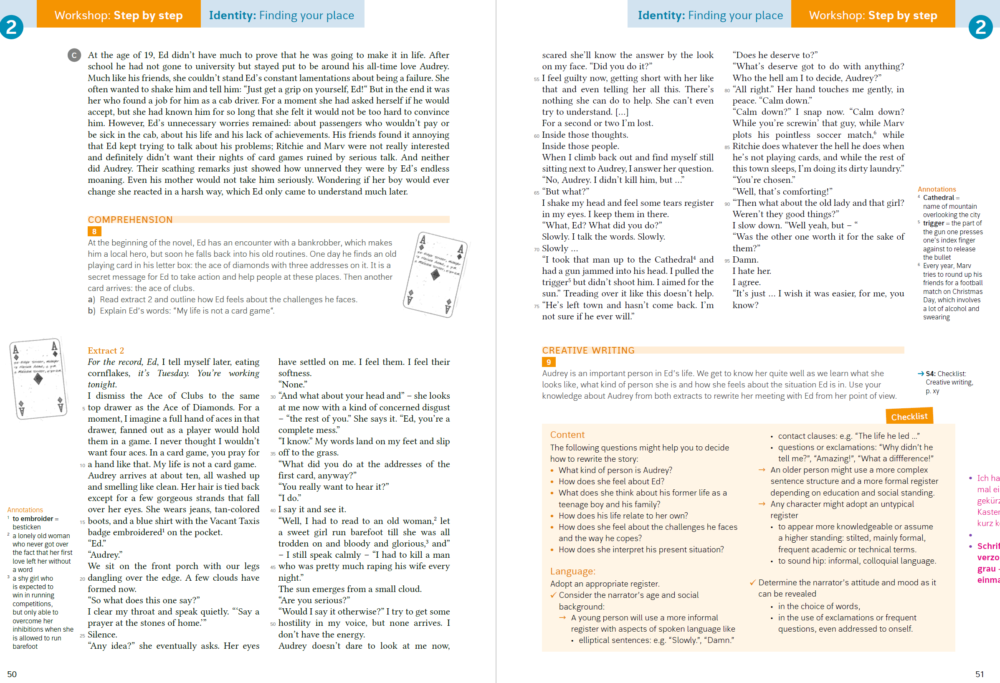 2
Workshop: Step by step
Identity: Finding your place
C
At the age of 19, Ed didn’t have much to prove that he was going to make it in life. After
school he had not gone to university but stayed put to be around his all-time love Audrey.
Much like his friends, she couldn’t stand Ed’s constant lamentations about being a failure. She
often wanted to shake him and tell him: “Just get a grip on yourself, Ed!“ But in the end it was
her who found a job for him as a cab driver. For a moment she had asked herself if he would
accept, but she had known him for so long that she felt it would not be too hard to convince
him. However, Ed’s unnecessary worries remained: about passengers who wouldn’t pay or
be sick in the cab, about his life and his lack of achievements. His friends found it annoying
that Ed kept trying to talk about his problems; Ritchie and Marv were not really interested
and definitely didn’t want their nights of card games ruined by serious talk. And neither
did Audrey. Their scathing remarks just showed how unnerved they were by Ed’s endless
moaning. Even his mother would not take him seriously. Wondering if her boy would ever
change she reacted in a harsh way, which Ed only came to understand much later.
COMPREHENSION
8
At the beginning of the novel, Ed has an encounter with a bankrobber, which makes
him a local hero, but soon he falls back into his old routines. One day he finds an old
playing card in his letter box: the ace of diamonds with three addresses on it. It is a
secret message for Ed to take action and help people at these places. Then another
card arrives: the ace of clubs.
a) Read extract 2 and outline how Ed feels about the challenges he faces.
b) Explain Ed’s words: “My life is not a card game“.
A
A
45 Edgar Street, midnight
13 Harrison Avenue, 6 p.m.
6 Macedoni Street, 5:30 a.m.
A
A
A
A
45 Edgar Street, midnight
13 Harrison Avenue, 6 p.m.
6 Macedoni Street, 5:30 a.m.
A
A
Extract 2
For the record, Ed, I tell myself later, eating
cornflakes, it’s Tuesday. You’re working
tonight.
I dismiss the Ace of Clubs to the same
5 top drawer as the Ace of Diamonds. For a
moment, I imagine a full hand of aces in that
drawer, fanned out as a player would hold
them in a game. I never thought I wouldn’t
want four aces. In a card game, you pray for
10 a hand like that. My life is not a card game.
Audrey arrives at about ten, all washed up
and smelling like clean. Her hair is tied back
except for a few gorgeous strands that fall
over her eyes. She wears jeans, tan-colored
15 boots, and a blue shirt with the Vacant Taxis
badge embroidered¹ on the pocket.
“Ed.”
“Audrey.”
We sit on the front porch with our legs
20 dangling over the edge. A few clouds have
formed now.
“So what does this one say?”
I clear my throat and speak quietly. “‘Say a
prayer at the stones of home.’”
25 Silence.
“Any idea?” she eventually asks. Her eyes
have settled on me. I feel them. I feel their
softness.
“None.”
30 “And what about your head and” – she looks
at me now with a kind of concerned disgust
– “the rest of you.” She says it. “Ed, you’re a
complete mess.”
“I know.” My words land on my feet and slip
35 off to the grass.
“What did you do at the addresses of the
first card, anyway?”
“You really want to hear it?”
“I do.”
40 I say it and see it.
“Well, I had to read to an old woman,² let
a sweet girl run barefoot till she was all
trodden on and bloody and glorious,³ and”
– I still speak calmly – “I had to kill a man
45 who was pretty much raping his wife every
night.”
The sun emerges from a small cloud.
“Are you serious?”
“Would I say it otherwise?” I try to get some
50 hostility in my voice, but none arrives. I
don’t have the energy.
Audrey doesn’t dare to look at me now,
Annotations
¹ to embroider =
besticken
² a lonely old woman
who never got over
the fact that her first
love left her without
a word
³ a shy girl who
is expected to
win in running
competitions,
but only able to
overcome her
inhibitions when she
is allowed to run
barefoot
50
Identity: Finding your place
Workshop: Step by step
2
scared she’ll know the answer by the look
on my face. “Did you do it?”
55 I feel guilty now, getting short with her like
that and even telling her all this. There’s
nothing she can do to help. She can’t even
try to understand. […]
For a second or two I’m lost.
60 Inside those thoughts.
Inside those people.
When I climb back out and find myself still
sitting next to Audrey, I answer her question.
“No, Audrey. I didn’t kill him, but …”
65 “But what?”
I shake my head and feel some tears register
in my eyes. I keep them in there.
“What, Ed? What did you do?”
Slowly. I talk the words. Slowly.
70 Slowly …
“I took that man up to the Cathedral⁴ and
had a gun jammed into his head. I pulled the
trigger⁵ but didn’t shoot him. I aimed for the
sun.” Treading over it like this doesn’t help.
75 “He’s left town and hasn’t come back. I’m
not sure if he ever will.”
“Does he deserve to?”
“What’s deserve got to do with anything?
Who the hell am I to decide, Audrey?”
80 “All right.” Her hand touches me gently, in
peace. “Calm down.”
“Calm down?” I snap now. “Calm down?
While you’re screwin’ that guy, while Marv
plots his pointless soccer match,⁶ while
85 Ritchie does whatever the hell he does when
he’s not playing cards, and while the rest of
this town sleeps, I’m doing its dirty laundry.”
“You’re chosen.”
“Well, that’s comforting!”
90 “Then what about the old lady and that girl?
Weren’t they good things?”
I slow down. “Well yeah, but – “
“Was the other one worth it for the sake of
them?”
95 Damn.
I hate her.
I agree.
“It’s just … I wish it was easier, for me, you
know?
Annotations
⁴ Cathedral =
name of mountain
overlooking the city
⁵ trigger = the part of
the gun one presses
one’s index finger
against to release
the bullet
⁶ Every year, Marv
tries to round up his
friends for a football
match on Christmas
Day, which involves
a lot of alcohol and
swearing
CREATIVE WRITING
9
Audrey is an important person in Ed’s life. We get to know her quite well as we learn what she
looks like, what kind of person she is and how she feels about the situation Ed is in. Use your
knowledge about Audrey from both extracts to rewrite her meeting with Ed from her point of view.
→ S4: Checklist:
Creative writing,
p. xy
Checklist
Content
The following questions might help you to decide
how to rewrite the story:
• What kind of person is Audrey?
• How does she feel about Ed?
• What does she think about his former life as a
teenage boy and his family?
• How does his life relate to her own?
• How does she feel about the challenges he faces
and the way he copes?
• How does she interpret his present situation?
Language:
Adopt an appropriate register.
✓ Consider the narrator’s age and social
background:
→ A young person will use a more informal
register with aspects of spoken language like
• elliptical sentences: e.g. “Slowly.”, “Damn.”
• contact clauses: e.g. “The life he led …”
• questions or exclamations: “Why didn’t he
tell me?”, “Amazing!”, “What a diffference!”
→ An older person might use a more complex
sentence structure and a more formal register
depending on education and social standing.
→ Any character might adopt an untypical
register
• to appear more knowledgeable or assume
a higher standing: stilted, mainly formal,
frequent academic or technical terms.
• to sound hip: informal, colloquial language.
✓ Determine the narrator’s attitude and mood as it
can be revealed
• in the choice of words,
• in the use of exclamations or frequent
questions, even addressed to onself.
• Ich ha
mal ei
gekürz
Kaster
kurz k
•
• Schrif
verzo
grau -
einma
51